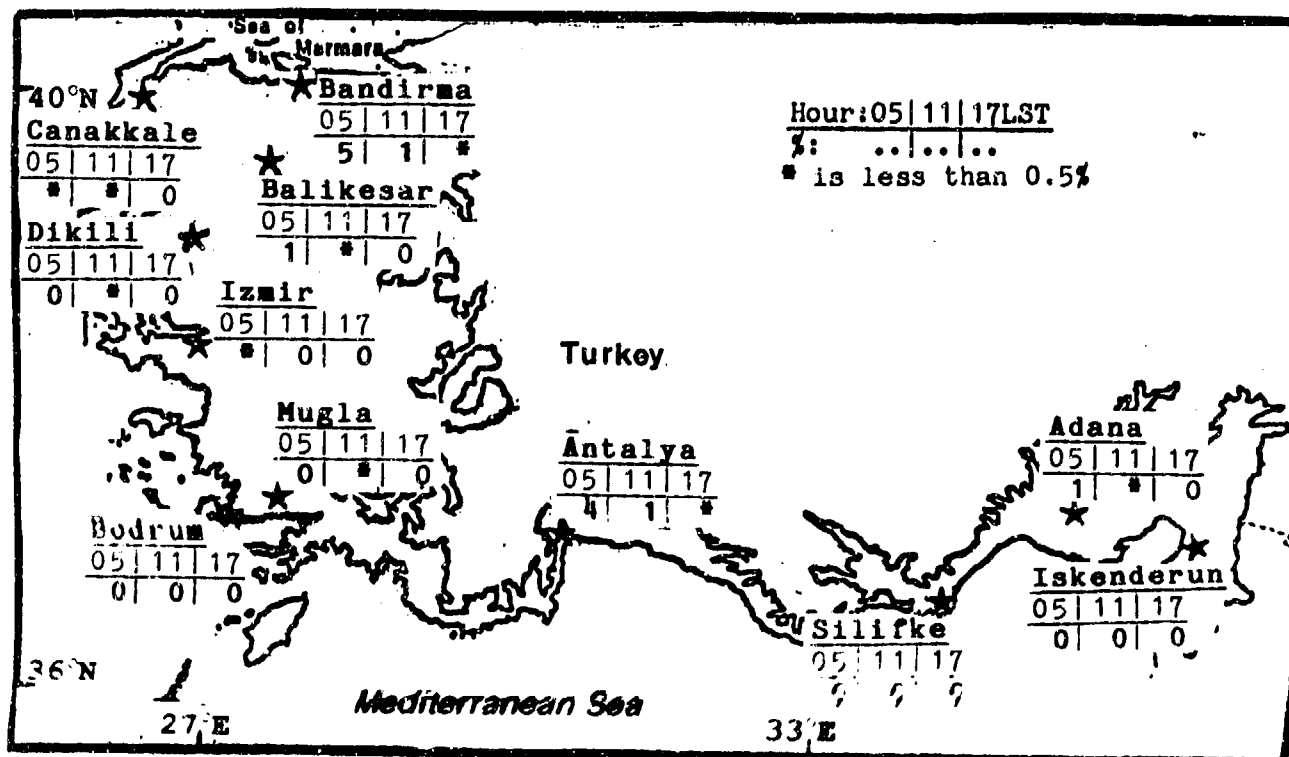 Sea of
Marmara
40°N
Bandirma
05|11|17
5| 1| *
Hour:05|11|17LST
%: ..|..|..
* is less than 0.5%
Canakkale
05|11|17
*| *| 0
Balikesar
05|11|17
1| *| 0
Dikili
05|11|17
0| *| 0
Izmir
05|11|17
*| 0| 0
Turkey
Mugla
05|11|17
0| *| 0
Antalya
05|11|17
4| 1| *
Adana
05|11|17
1| *| 0
Bodrum
05|11|17
0| 0| 0
Iskenderun
05|11|17
0| 0| 0
Silifke
05|11|17
36°N
Mediterranean Sea
27°E
33°E